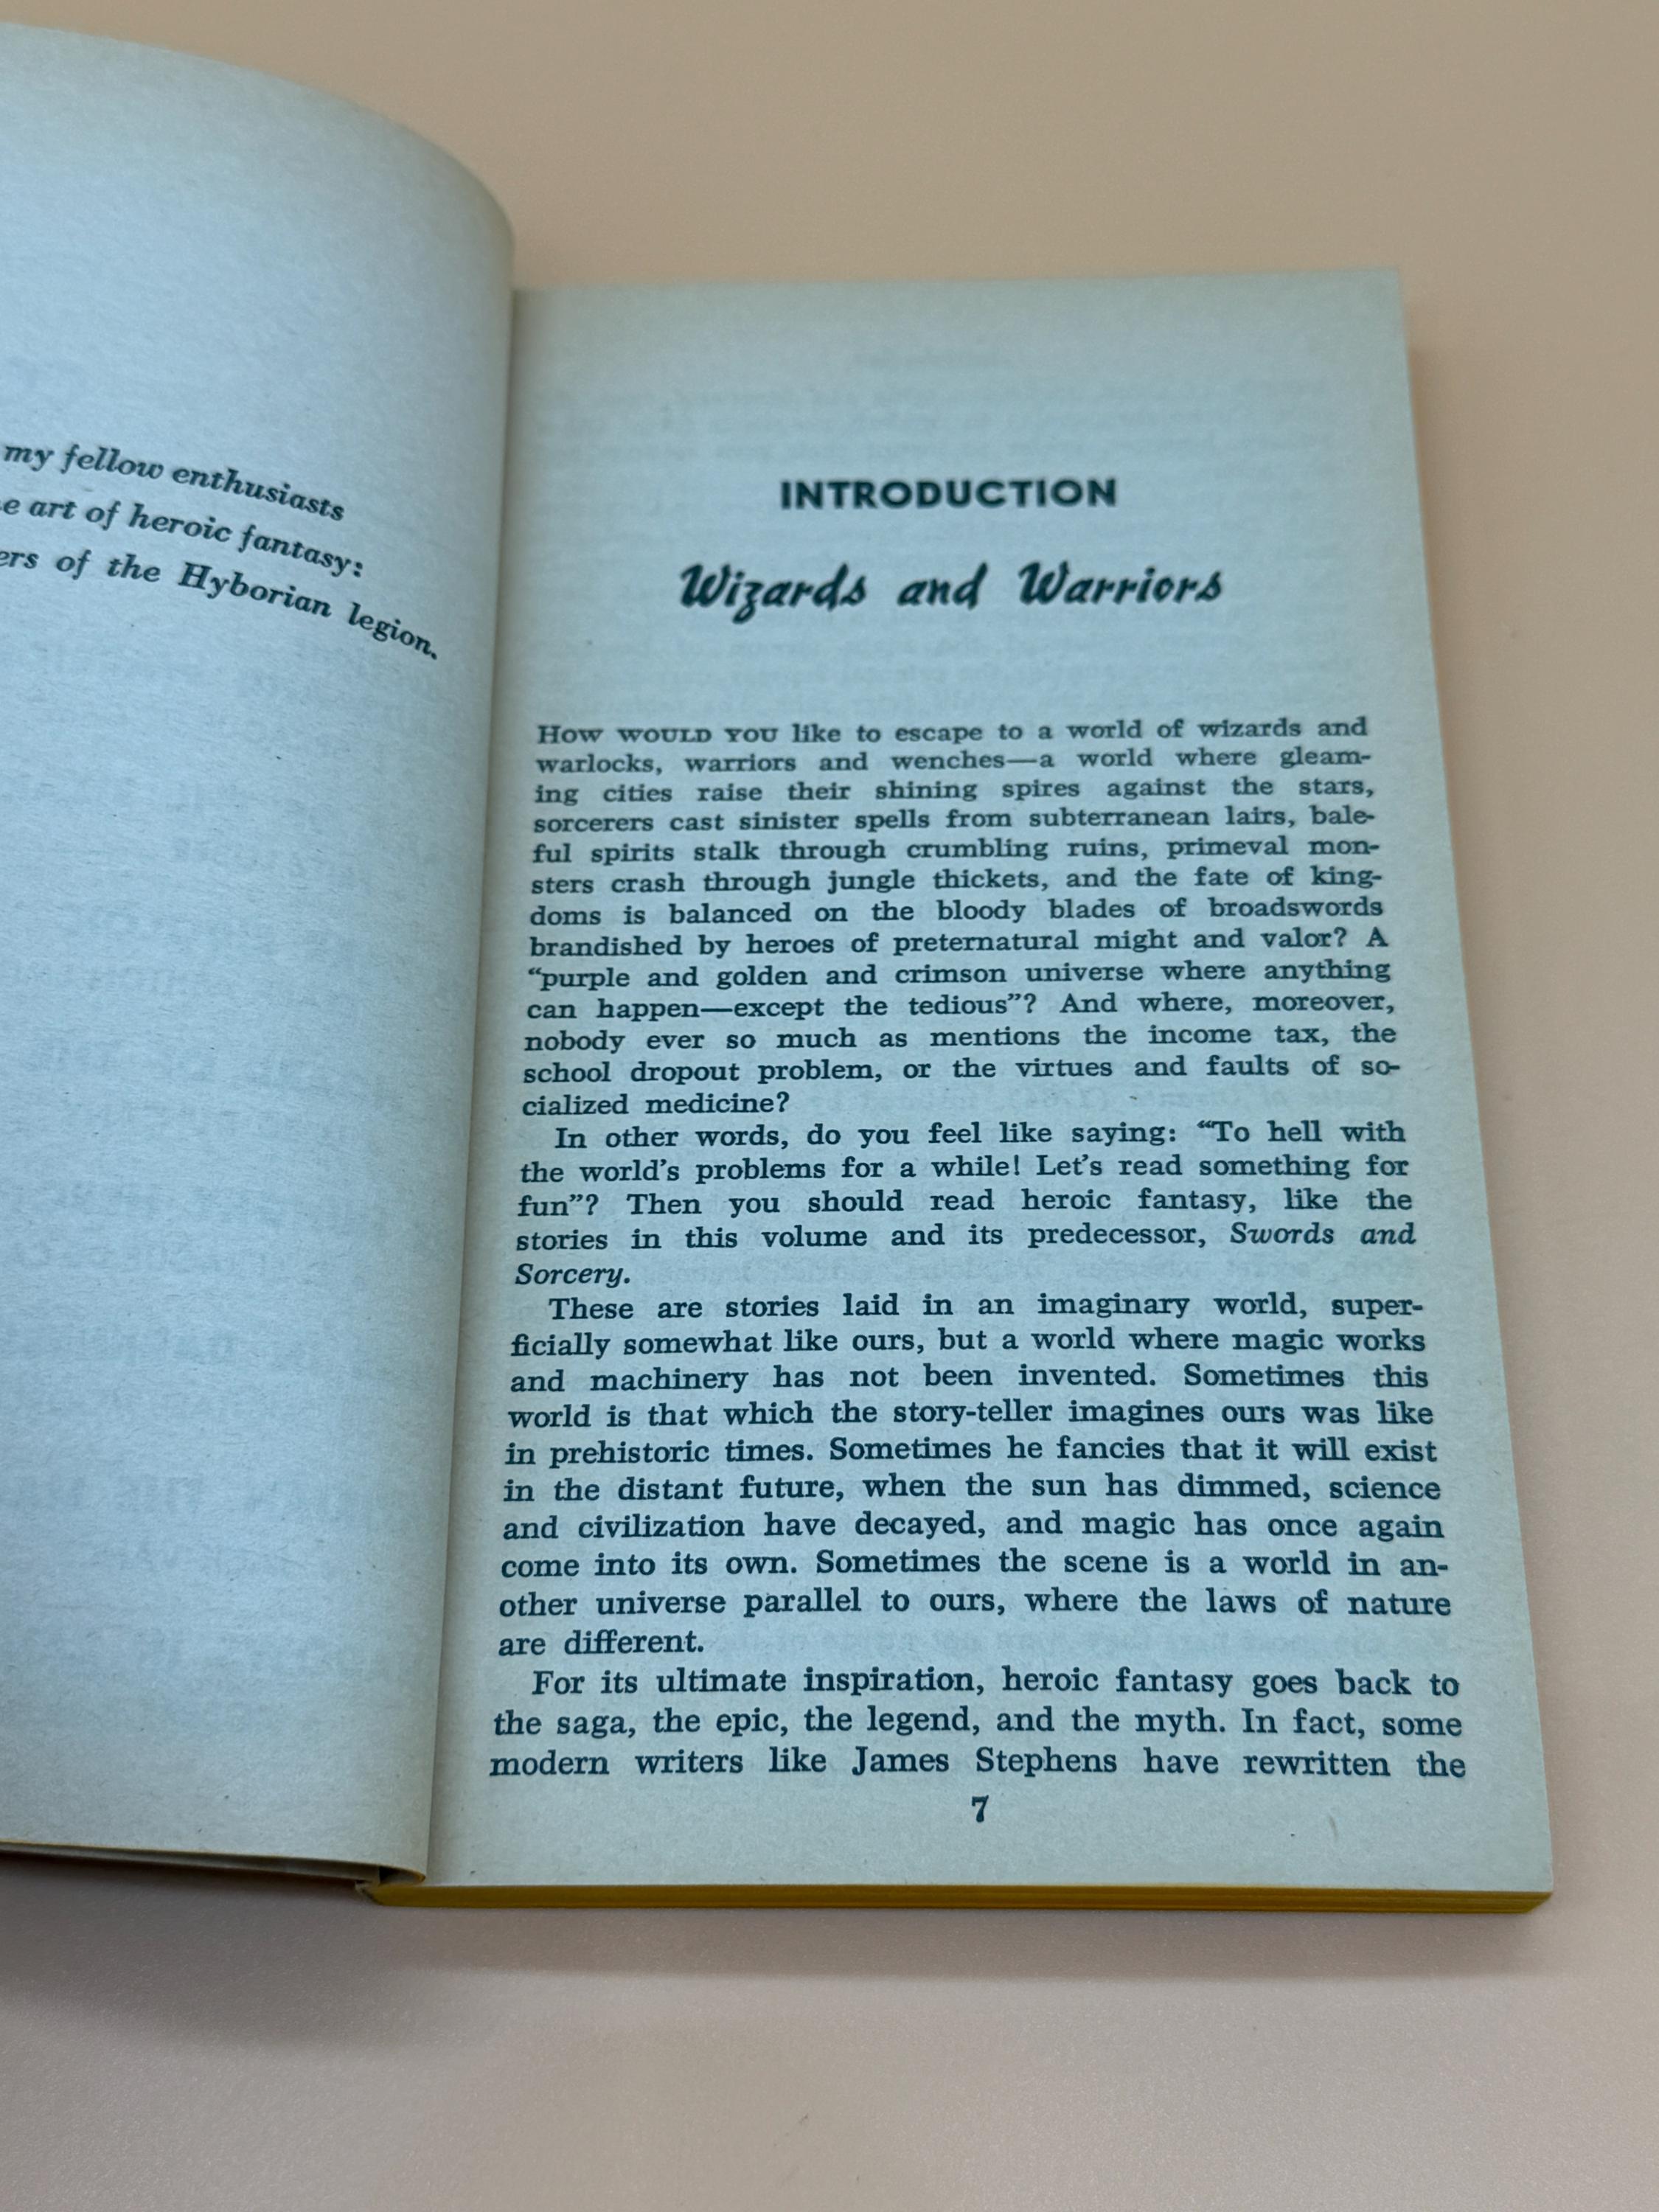 my fellow enthusiasts
art of heroic fantasy:
of the Hyborian legion.
INTRODUCTION
Wizards and Warriors
HOW WOULD YOU like to escape to a world of wizards and
warlocks, warriors and wenches—a world where gleam-
ing cities raise their shining spires against the stars,
sorcerers cast sinister spells from subterranean lairs, bale-
ful spirits stalk through crumbling ruins, primeval mon-
sters crash through jungle thickets, and the fate of king-
doms is balanced on the bloody blades of broadswords
brandished by heroes of preternatural might and valor? A
“purple and golden and crimson universe where anything
can happen—except the tedious”? And where, moreover,
nobody ever so much as mentions the income tax, the
school dropout problem, or the virtues and faults of so-
cialized medicine?
In other words, do you feel like saying: “To hell with
the world’s problems for a while! Let’s read something for
fun”? Then you should read heroic fantasy, like the
stories in this volume and its predecessor, Swords and
Sorcery.
These are stories laid in an imaginary world, super-
ficially somewhat like ours, but a world where magic works
and machinery has not been invented. Sometimes this
world is that which the story-teller imagines ours was like
in prehistoric times. Sometimes he fancies that it will exist
in the distant future, when the sun has dimmed, science
and civilization have decayed, and magic has once again
come into its own. Sometimes the scene is a world in an-
other universe parallel to ours, where the laws of nature
are different.
For its ultimate inspiration, heroic fantasy goes back to
the saga, the epic, the legend, and the myth. In fact, some
modern writers like James Stephens have rewritten the
7